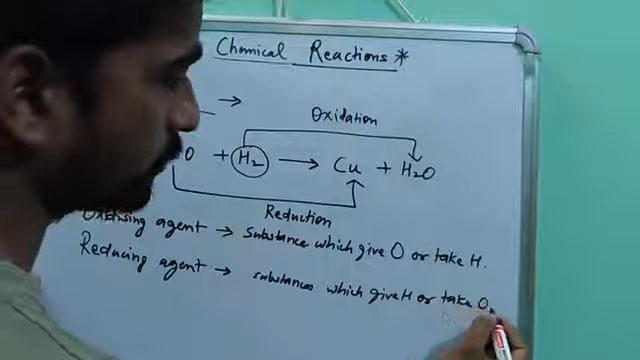 Chemical Reactions *
→
Oxidation
O + H₂ → Cu + H₂O
Reduction
Oxidising agent → Substance which give O or take H.
Reducing agent → substances which give H or take O.